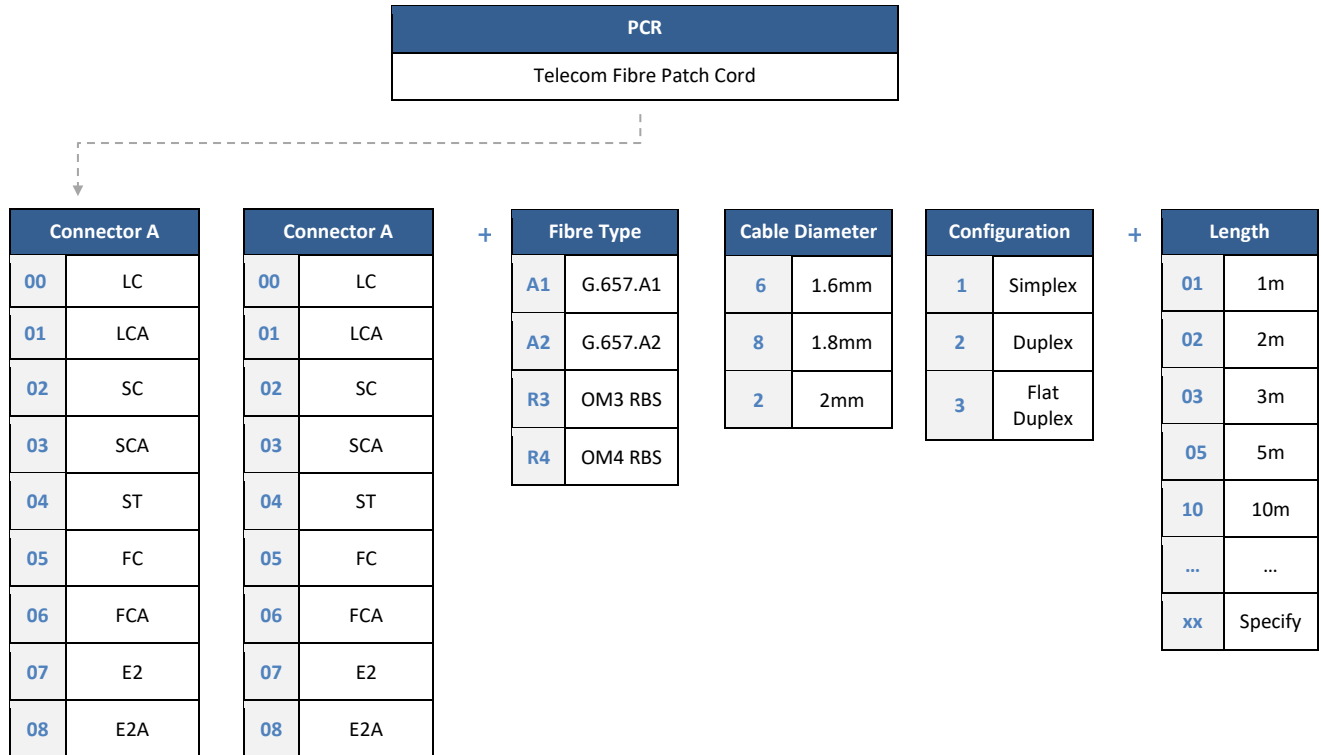 PCR
Telecom Fibre Patch Cord
Connector A
00 LC
01 LCA
02 SC
03 SCA
04 ST
05 FC
06 FCA
07 E2
08 E2A
Connector A
00 LC
01 LCA
02 SC
03 SCA
04 ST
05 FC
06 FCA
07 E2
08 E2A
+
Fibre Type
A1 G.657.A1
A2 G.657.A2
R3 OM3 RBS
R4 OM4 RBS
Cable Diameter
6 1.6mm
8 1.8mm
2 2mm
Configuration
1 Simplex
2 Duplex
3 Flat
Duplex
+
Length
01 1m
02 2m
03 3m
05 5m
10 10m
... ...
xx Specify